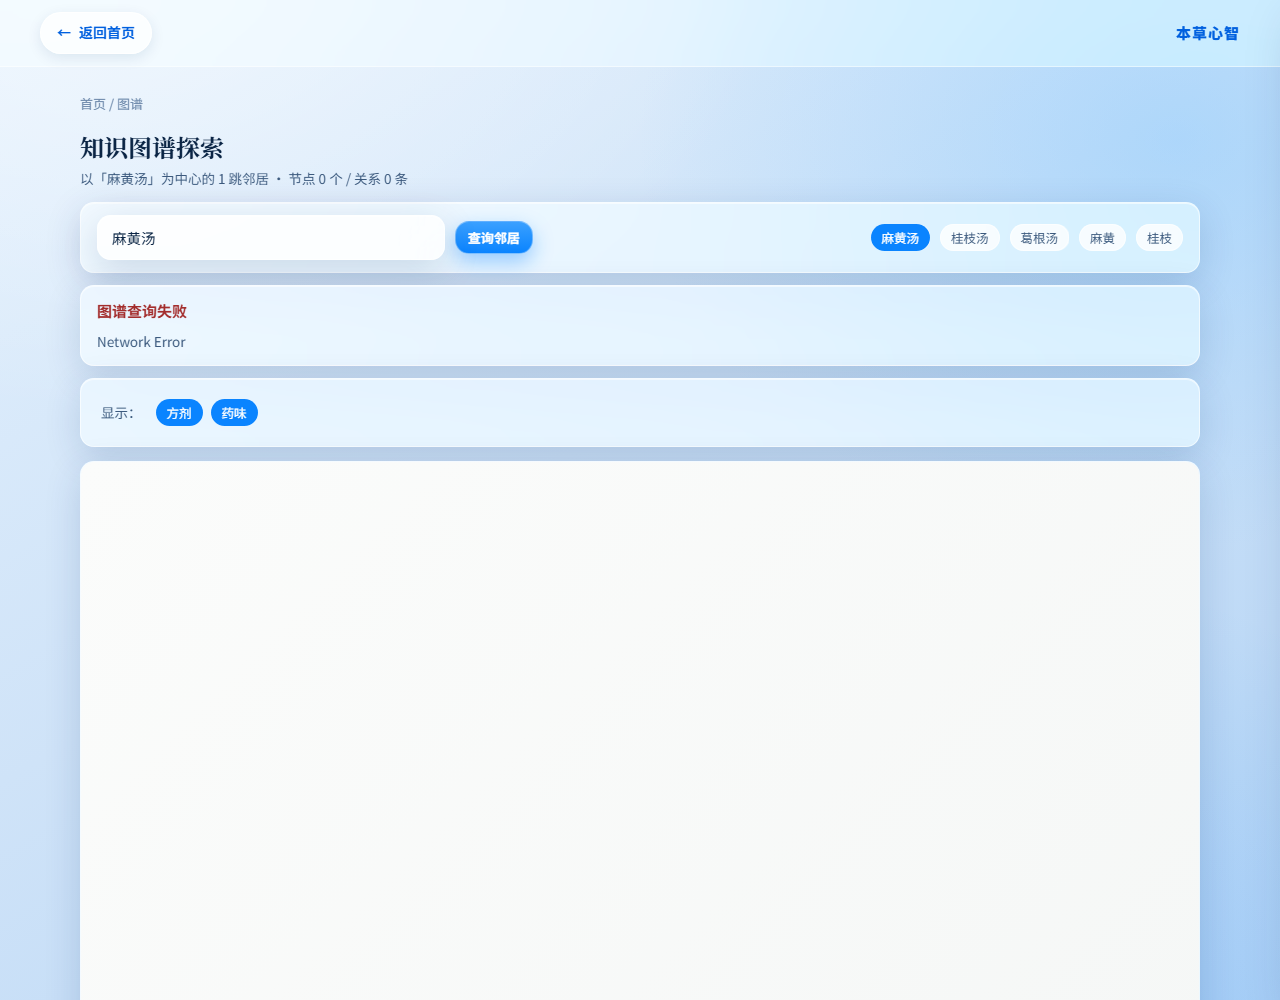 ← 返回首页
本草心智
首页 / 图谱
知识图谱探索
以「麻黄汤」为中心的 1 跳邻居 · 节点 0 个 / 关系 0 条
麻黄汤 查询邻居 麻黄汤 桂枝汤 葛根汤 麻黄 桂枝
图谱查询失败
Network Error
显示： 方剂 药味